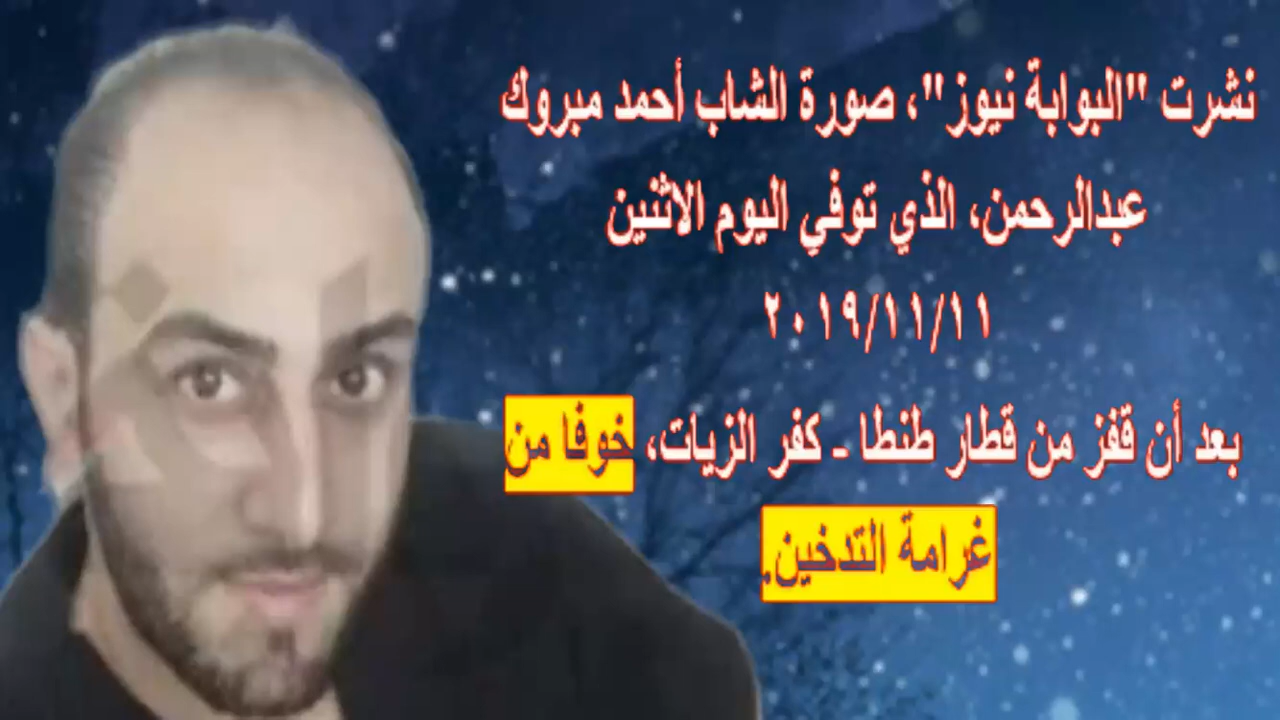 نشرت "البوابة نيوز"، صورة الشاب أحمد مبروك
عبدالرحمن، الذي توفي اليوم الاثنين
٢٠١٩/١١/١١
بعد أن قفز من قطار طنطا - كفر الزيات، خوفا من
غرامة التدخين.